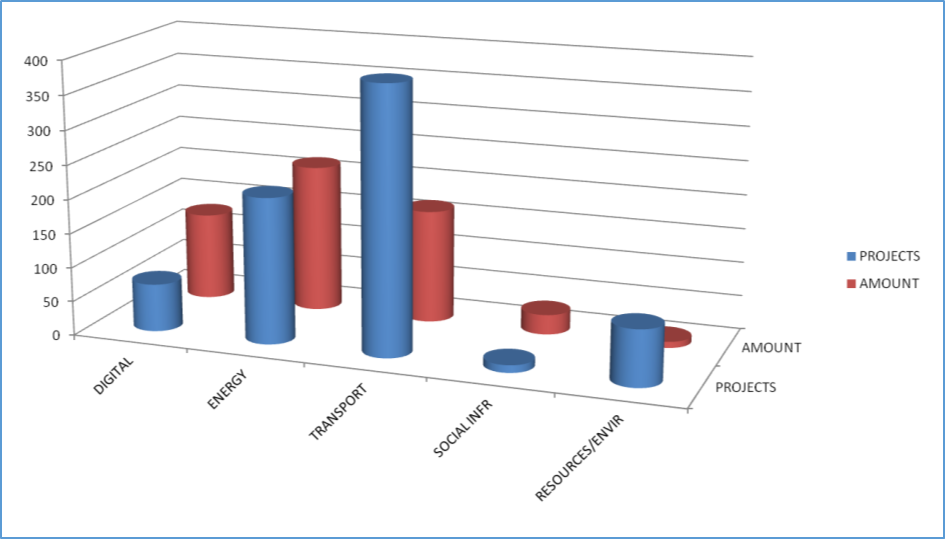 400
350
300
250
200
150
100
50
0
DIGITAL
ENERGY
TRANSPORT
SOCIAL INFR
RESOURCES/ENVIR
AMOUNT
PROJECTS
PROJECTS
AMOUNT